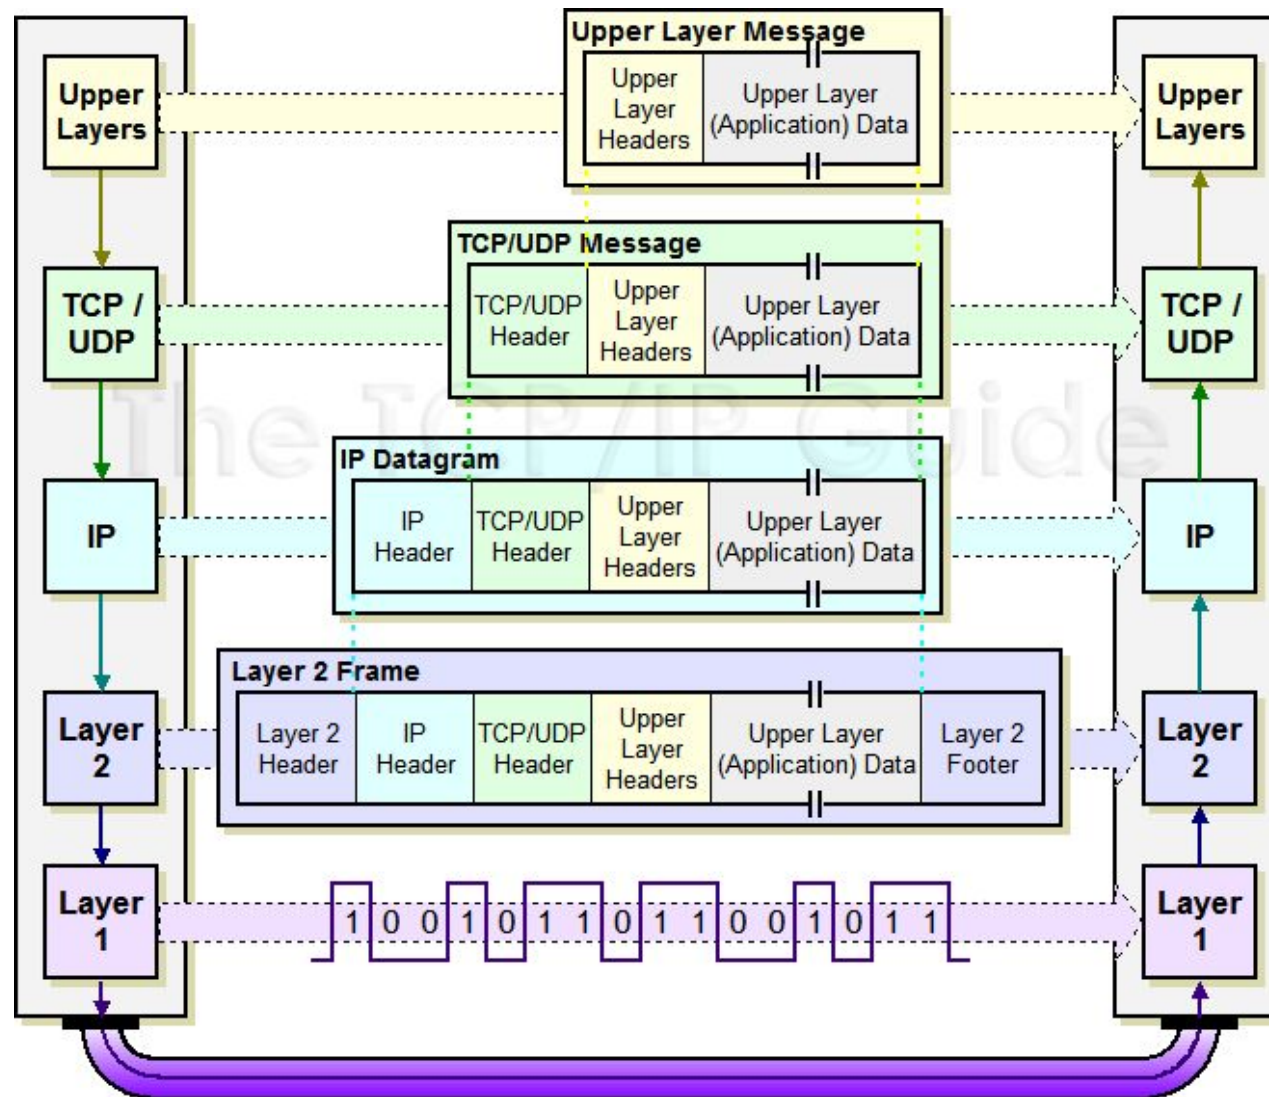 Upper Layer Message
Upper
Layers
Upper
Layer
Headers
Upper Layer
(Application) Data
Upper
Layers
TCP/UDP Message
TCP /
UDP
TCP/UDP
Header
Upper
Layer
Headers
Upper Layer
(Application) Data
TCP /
UDP
The TCP/IP Guide
IP Datagram
IP
IP
Header
TCP/UDP
Header
Upper
Layer
Headers
Upper Layer
(Application) Data
IP
Layer 2 Frame
Layer
2
Layer 2
Header
IP
Header
TCP/UDP
Header
Upper
Layer
Headers
Upper Layer
(Application) Data
Layer 2
Footer
Layer
2
Layer
1
1 0 0 1 0 1 1 0 1 1 0 0 1 0 1 1
Layer
1